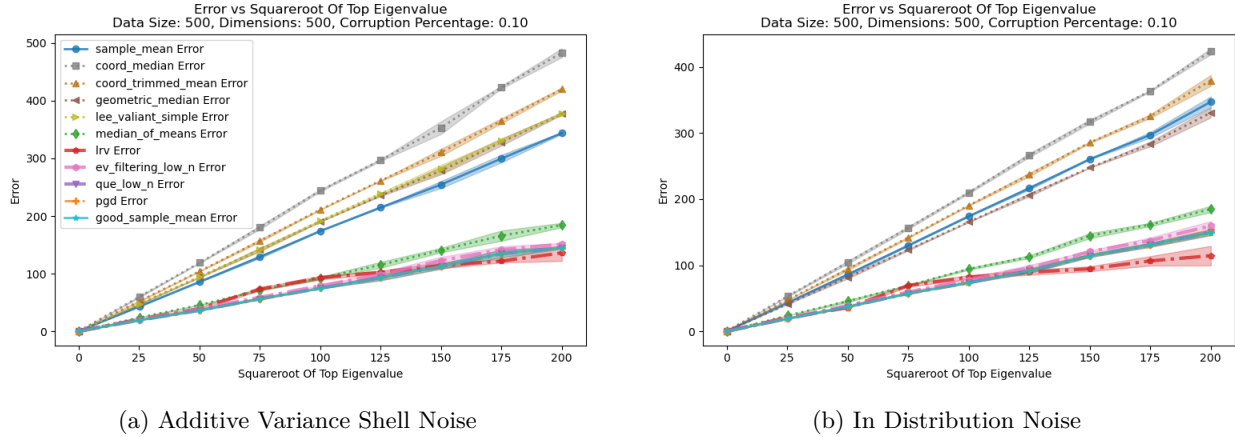 Error vs Squareroot Of Top Eigenvalue
Data Size: 500, Dimensions: 500, Corruption Percentage: 0.10
500
400
300
200
100
0
Error
sample_mean Error
coord_median Error
coord_trimmed_mean Error
geometric_median Error
lee_valiant_simple Error
median_of_means Error
lrv Error
ev_filtering_low_n Error
que_low_n Error
pgd Error
good_sample_mean Error
0 25 50 75 100 125 150 175 200
Squareroot Of Top Eigenvalue
(a) Additive Variance Shell Noise
Error vs Squareroot Of Top Eigenvalue
Data Size: 500, Dimensions: 500, Corruption Percentage: 0.10
400
300
200
100
0
Error
0 25 50 75 100 125 150 175 200
Squareroot Of Top Eigenvalue
(b) In Distribution Noise